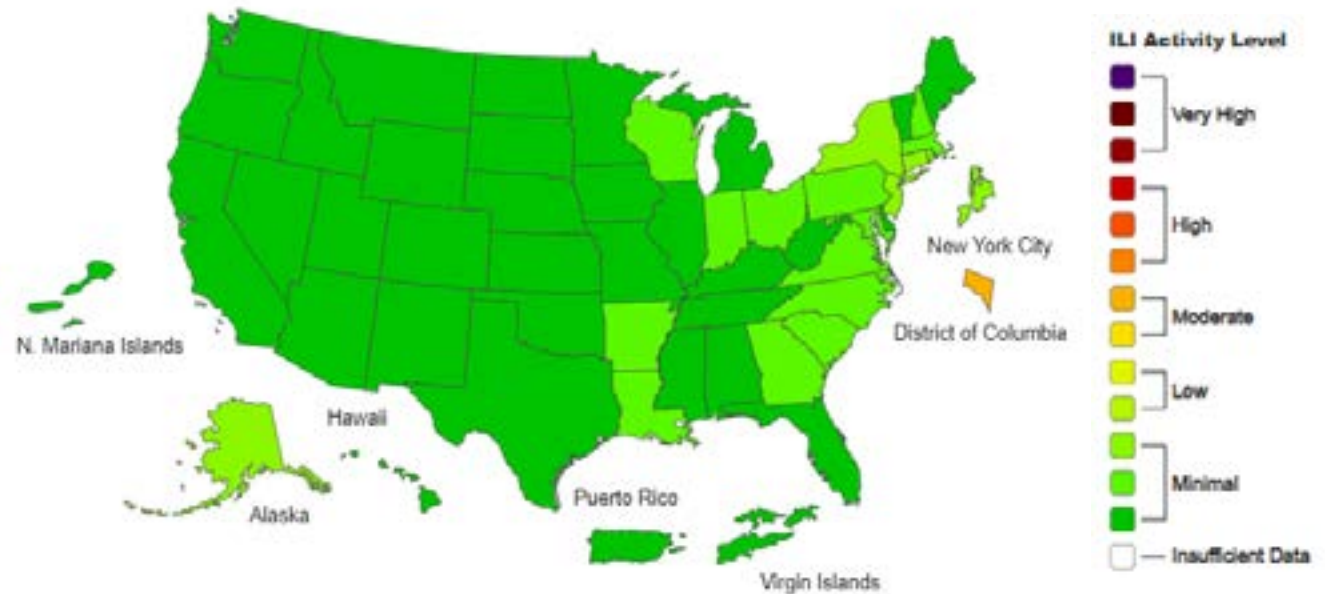 ILI Activity Level
Very High
High
Moderate
Low
Minimal
Insufficient Data
New York City
District of Columbia
N. Mariana Islands
Hawaii
Alaska
Puerto Rico
Virgin Islands